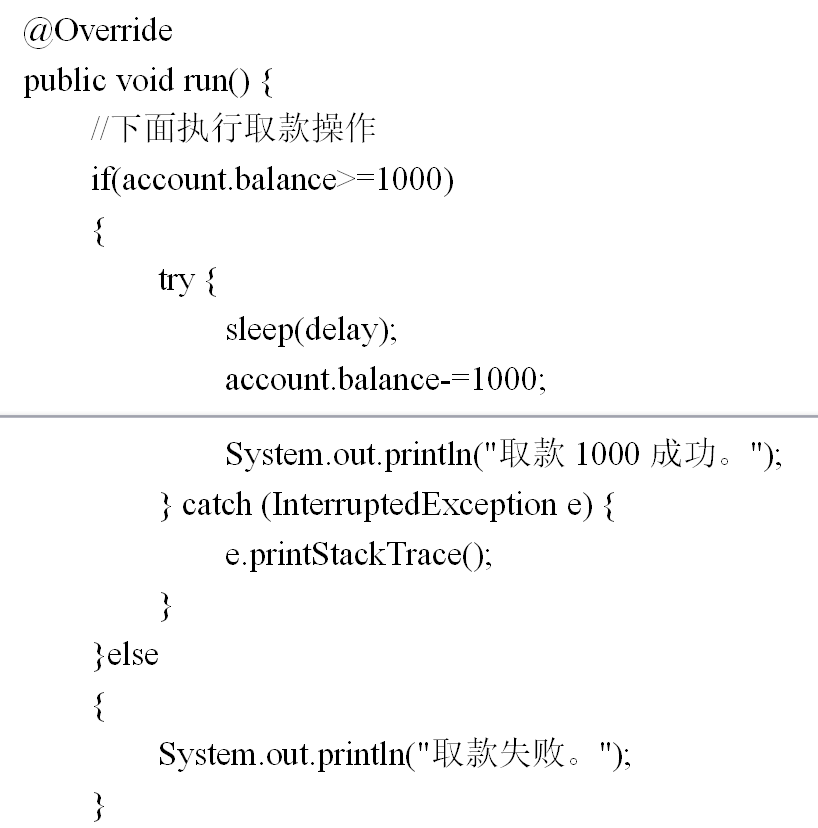 @Override
public void run() {
//下面执行取款操作
if(account.balance>=1000)
{
try {
sleep(delay);
account.balance-=1000;
System.out.println("取款 1000 成功。");
} catch (InterruptedException e) {
e.printStackTrace();
}
}else
{
System.out.println("取款失败。");
}